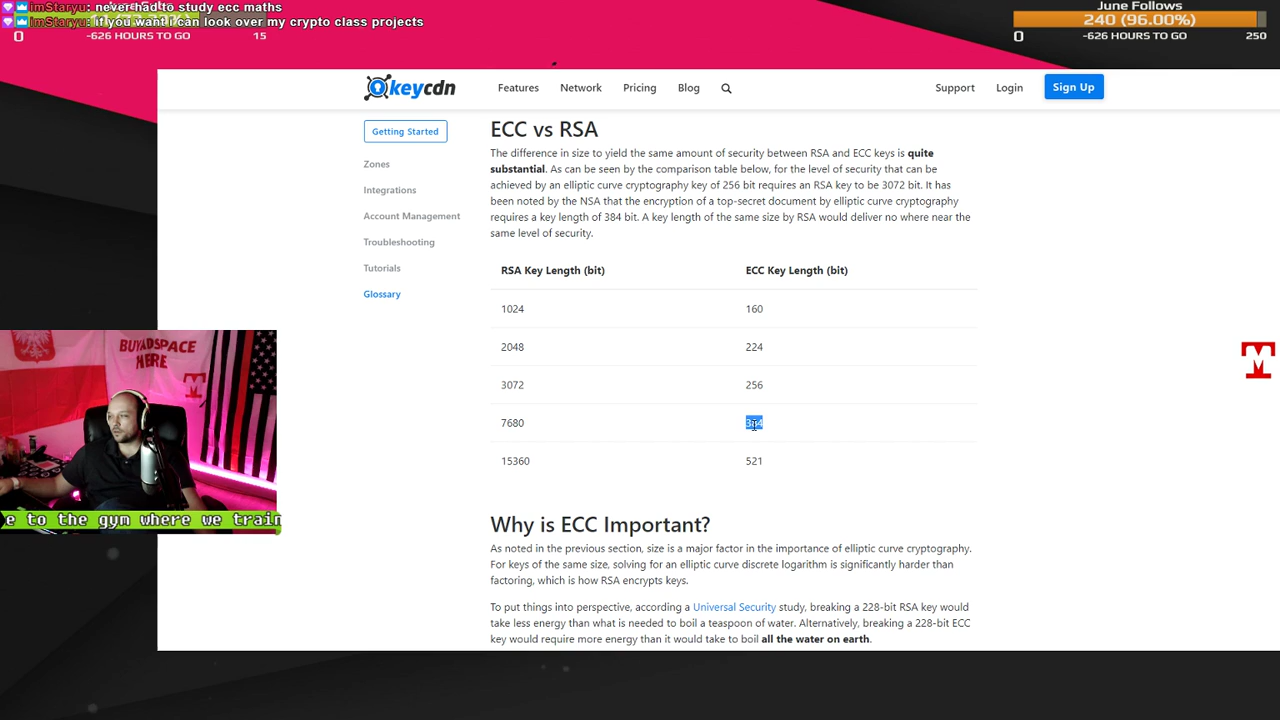 imStaryu: never had to study ecc maths
imStaryu: if you want i can look over my crypto class projects
0
-626 HOURS TO GO
15
June Follows
240 (96.00%)
0
-626 HOURS TO GO
250
keycdn
Features
Network
Pricing
Blog
Support
Login
Sign Up
Getting Started
Zones
Integrations
Account Management
Troubleshooting
Tutorials
Glossary
ECC vs RSA
The difference in size to yield the same amount of security between RSA and ECC keys is quite
substantial. As can be seen by the comparison table below, for the level of security that can be
achieved by an elliptic curve cryptography key of 256 bit requires an RSA key to be 3072 bit. It has
been noted by the NSA that the encryption of a top-secret document by elliptic curve cryptography
requires a key length of 384 bit. A key length of the same size by RSA would deliver no where near the
same level of security.
RSA Key Length (bit) ECC Key Length (bit)
1024 160
2048 224
3072 256
7680 384
15360 521
Why is ECC Important?
As noted in the previous section, size is a major factor in the importance of elliptic curve cryptography.
For keys of the same size, solving for an elliptic curve discrete logarithm is significantly harder than
factoring, which is how RSA encrypts keys.
To put things into perspective, according a Universal Security study, breaking a 228-bit RSA key would
take less energy than what is needed to boil a teaspoon of water. Alternatively, breaking a 228-bit ECC
key would require more energy than it would take to boil all the water on earth.
BUY ADSPACE
HERE
e to the gym where we train